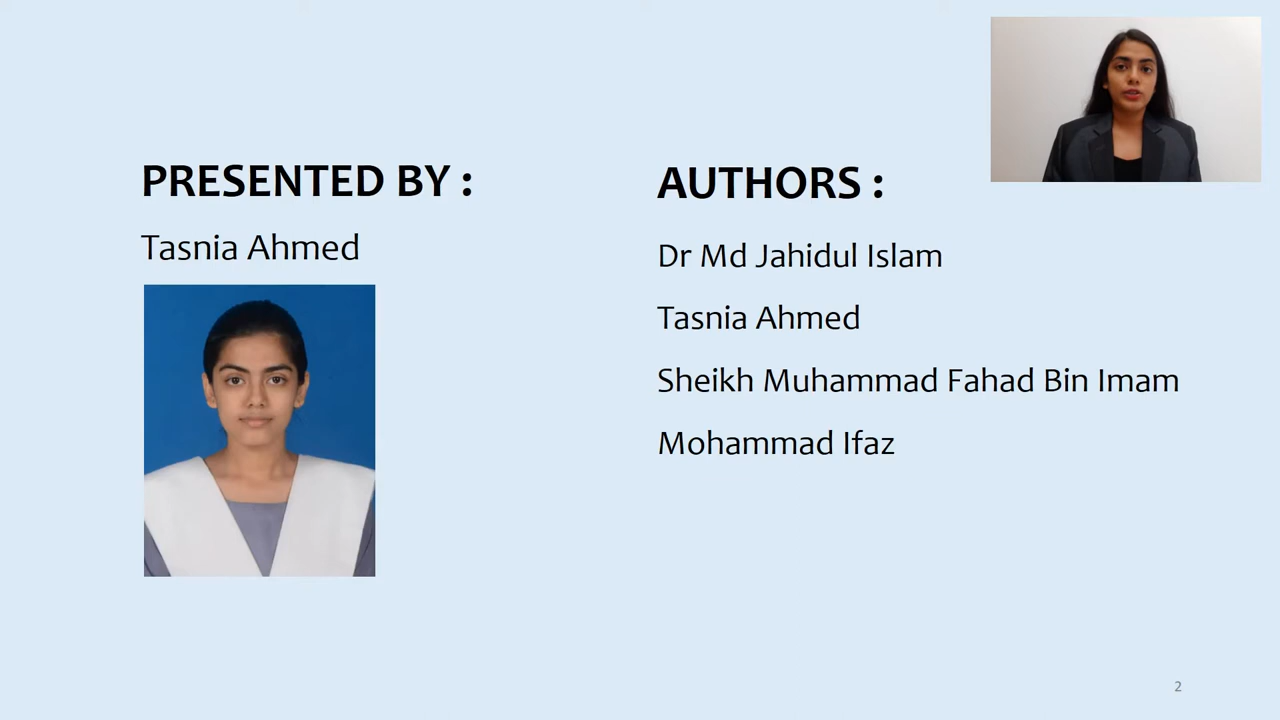 PRESENTED BY :
Tasnia Ahmed
AUTHORS :
Dr Md Jahidul Islam
Tasnia Ahmed
Sheikh Muhammad Fahad Bin Imam
Mohammad Ifaz
2